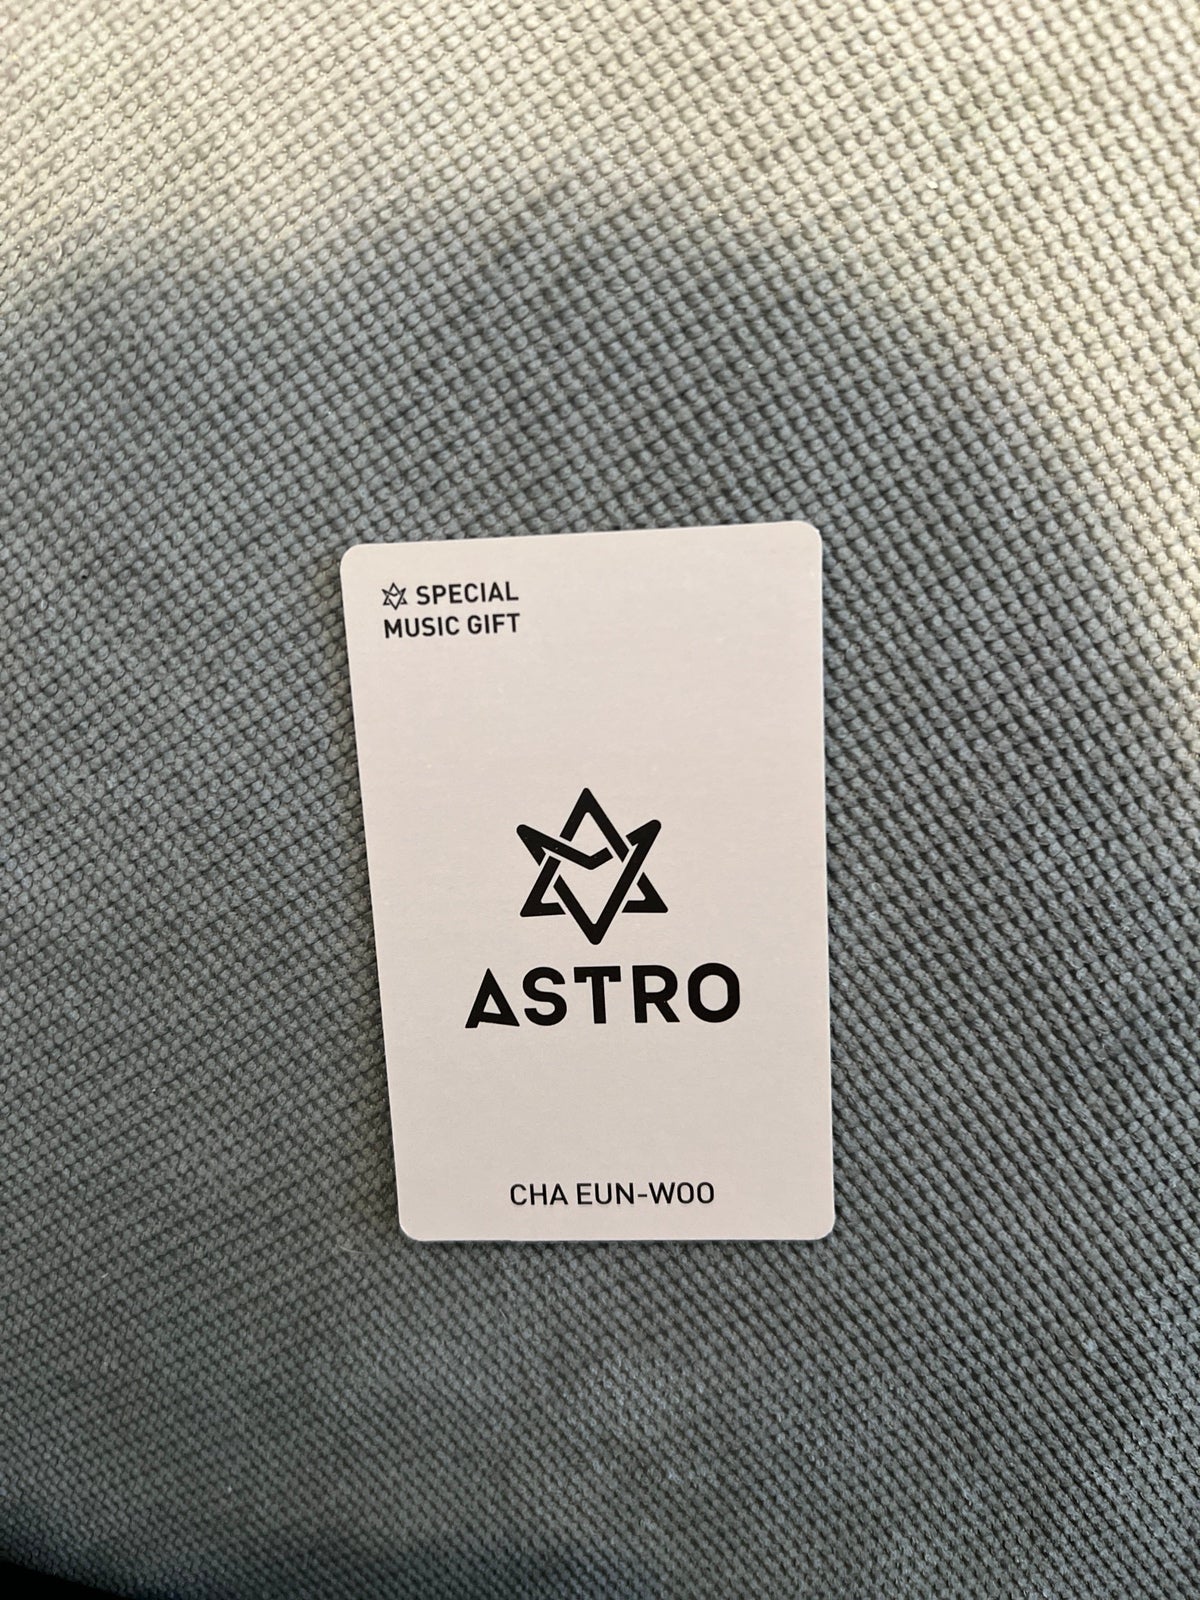 SPECIAL
MUSIC GIFT
ASTRO
CHA EUN-WOO